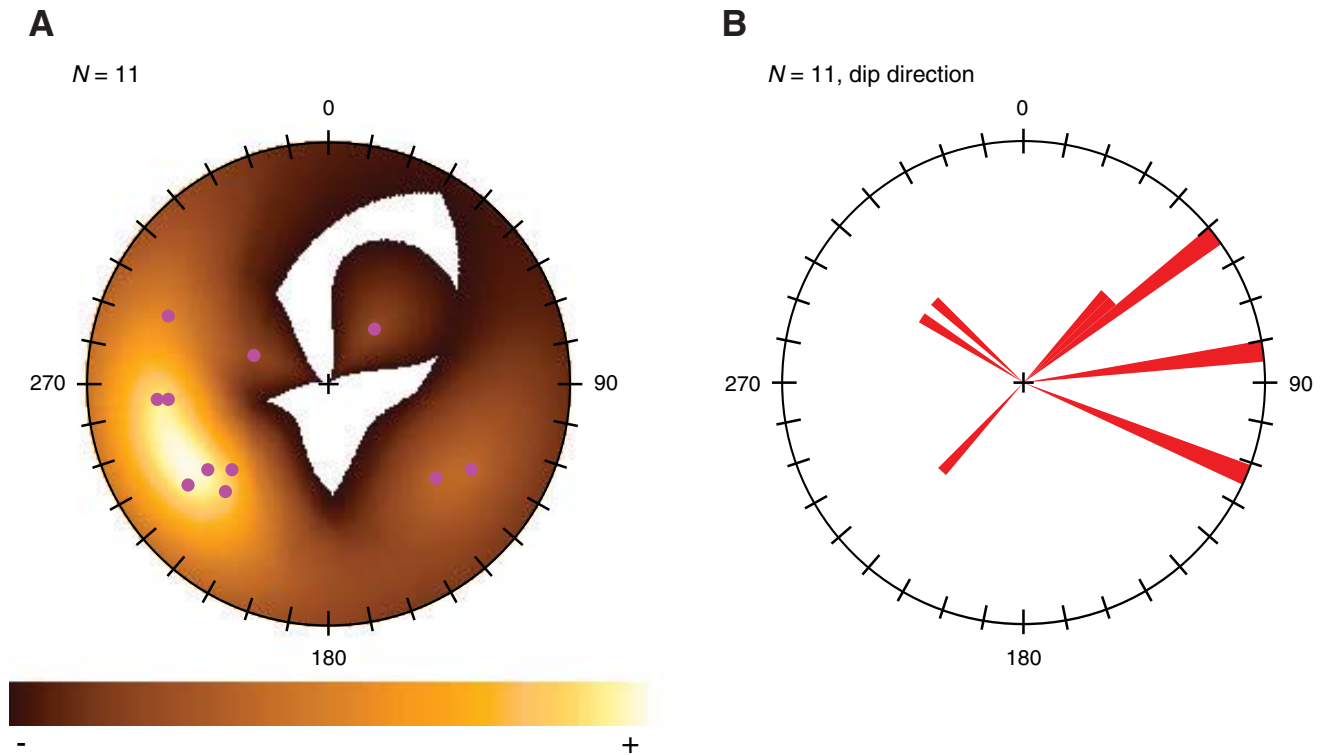 A
N = 11
0
270
90
180
- +
B
N = 11, dip direction
0
270
90
180